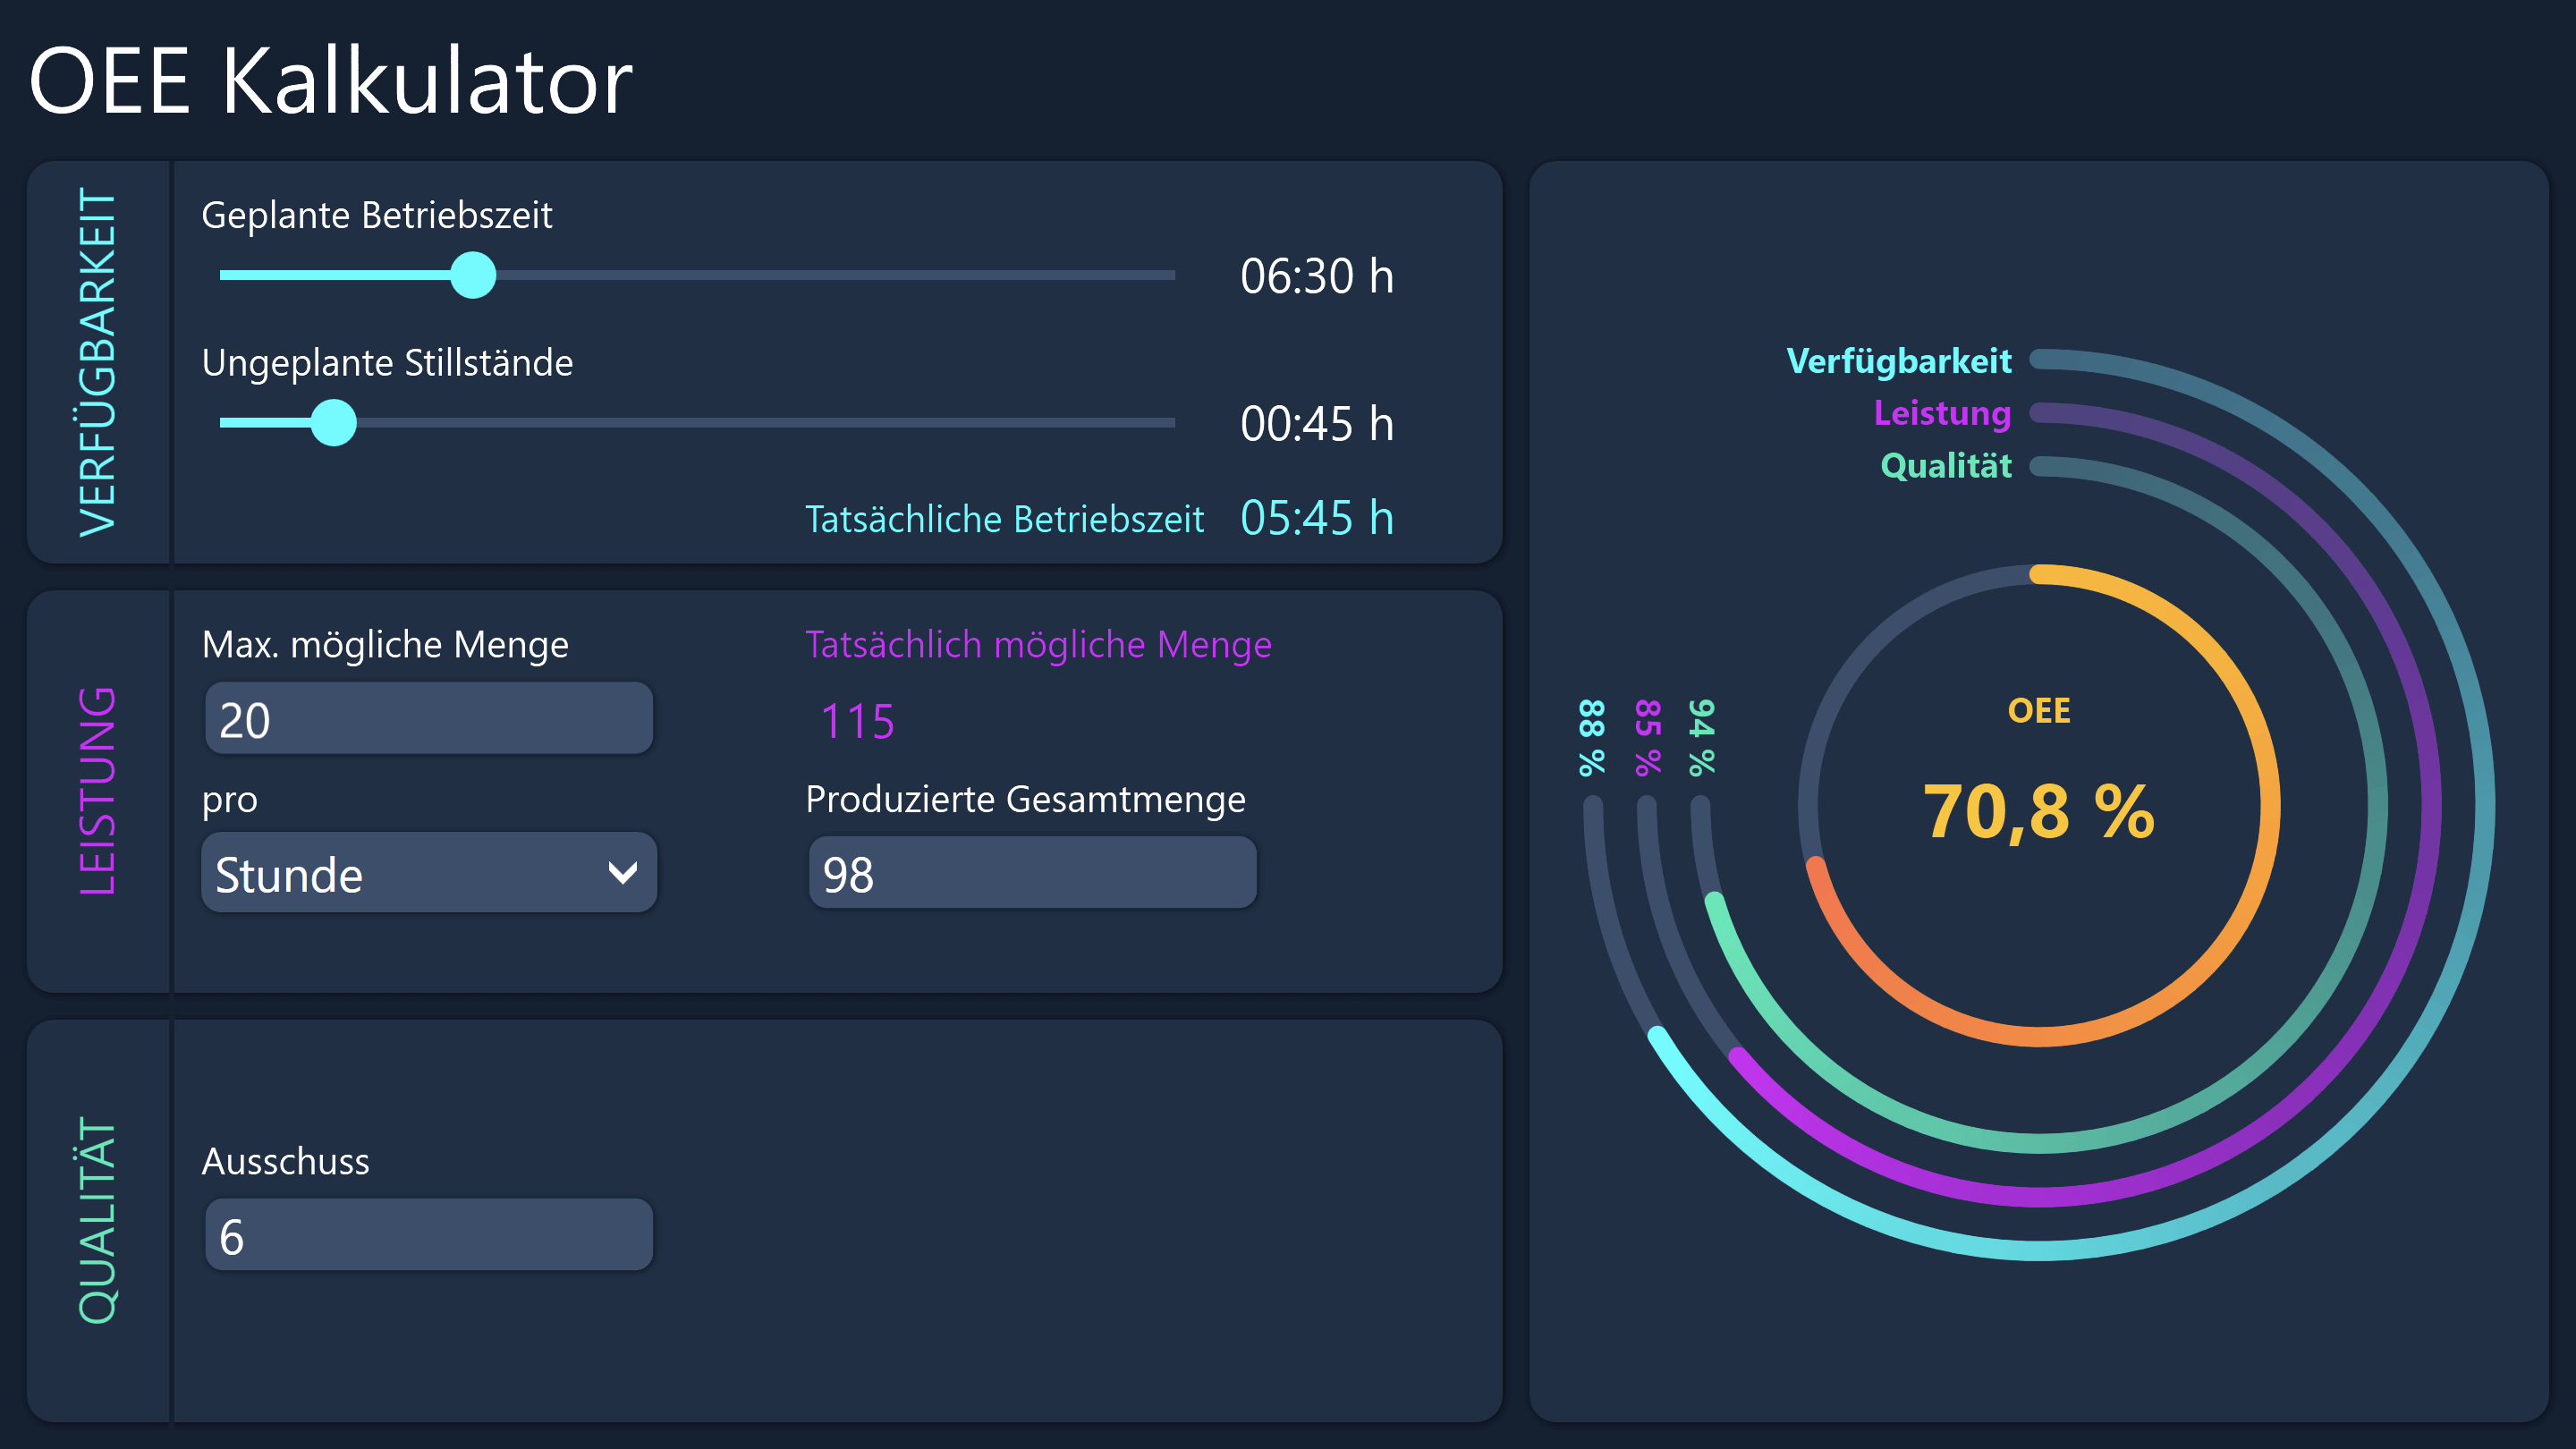 OEE Kalkulator
VERFÜGBARKEIT
Geplante Betriebszeit
06:30 h
Ungeplante Stillstände
00:45 h
Tatsächliche Betriebszeit 05:45 h
LEISTUNG
Max. mögliche Menge
20
pro
Stunde
Tatsächlich mögliche Menge
115
Produzierte Gesamtmenge
98
QUALITÄT
Ausschuss
6
Verfügbarkeit
Leistung
Qualität
88 %
85 %
94 %
OEE
70,8 %